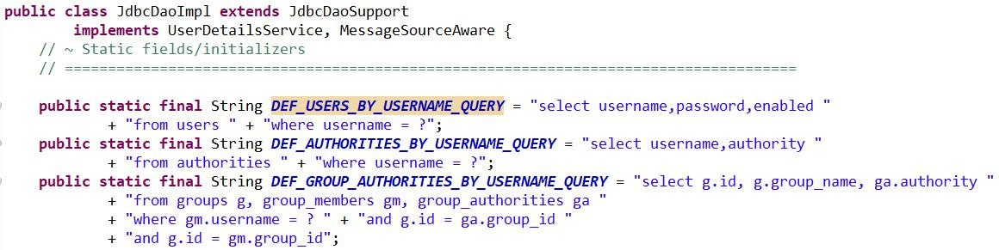 public class JdbcDaoImpl extends JdbcDaoSupport
        implements UserDetailsService, MessageSourceAware {
    // ~ Static fields/initializers
    // =====================================================================================

    public static final String DEF_USERS_BY_USERNAME_QUERY = "select username,password,enabled "
            + "from users " + "where username = ?";
    public static final String DEF_AUTHORITIES_BY_USERNAME_QUERY = "select username,authority "
            + "from authorities " + "where username = ?";
    public static final String DEF_GROUP_AUTHORITIES_BY_USERNAME_QUERY = "select g.id, g.group_name, ga.authority "
            + "from groups g, group_members gm, group_authorities ga "
            + "where gm.username = ? " + "and g.id = ga.group_id "
            + "and g.id = gm.group_id";